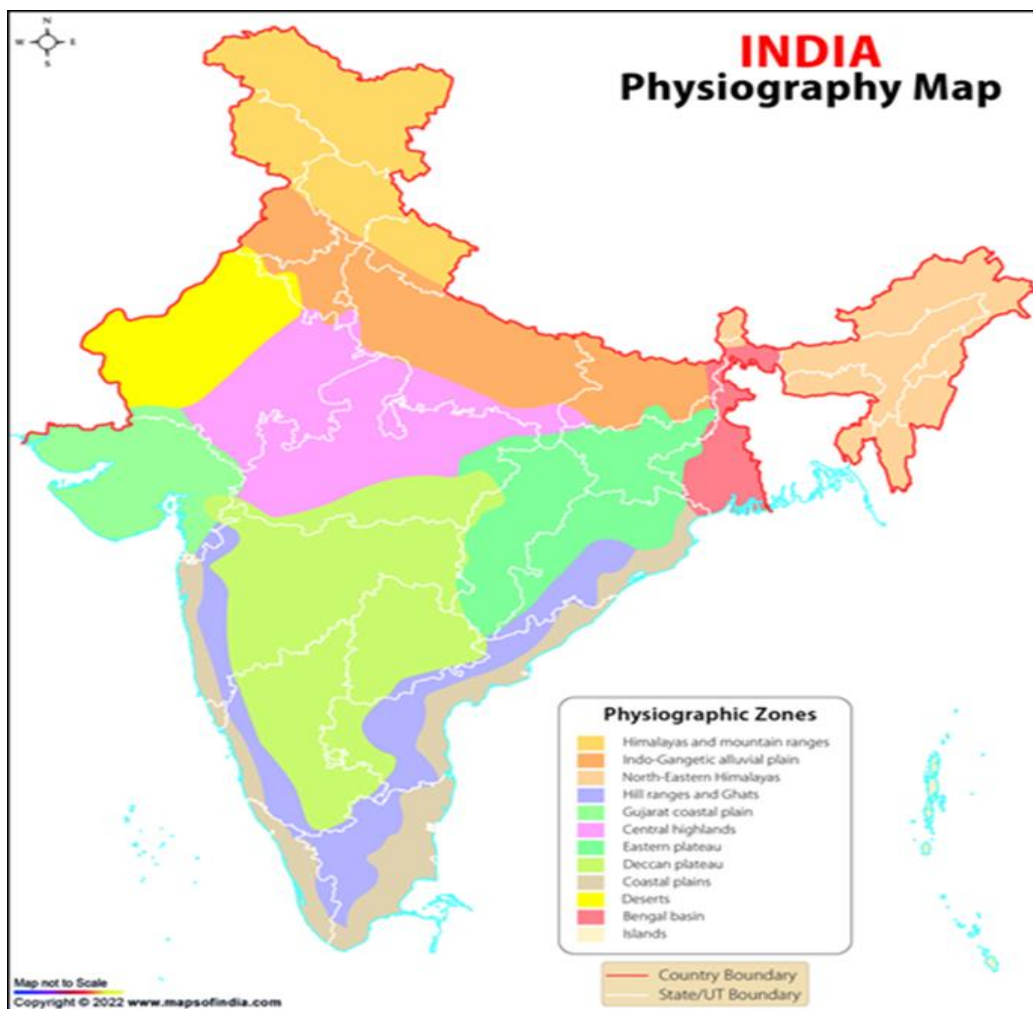 N
W E
S
INDIA
Physiography Map
Physiographic Zones
Himalayas and mountain ranges
Indo-Gangetic alluvial plain
North-Eastern Himalayas
Hill ranges and Ghats
Gujarat coastal plain
Central highlands
Eastern plateau
Deccan plateau
Coastal plains
Deserts
Bengal basin
Islands
Country Boundary
State/UT Boundary
Map not to Scale
Copyright © 2022 www.mapsofindia.com